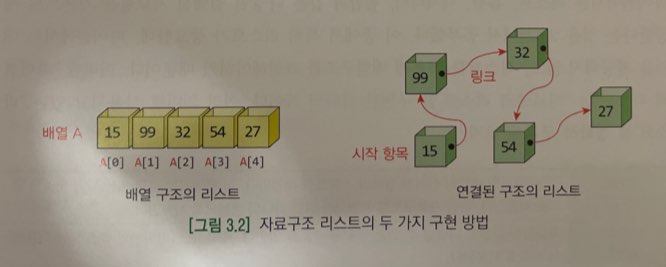 배열 A
15 99 32 54 27
A[0] A[1] A[2] A[3] A[4]
배열 구조의 리스트
32
99
링크
27
시작 항목
15
54
연결된 구조의 리스트
[그림 3.2] 자료구조 리스트의 두 가지 구현 방법